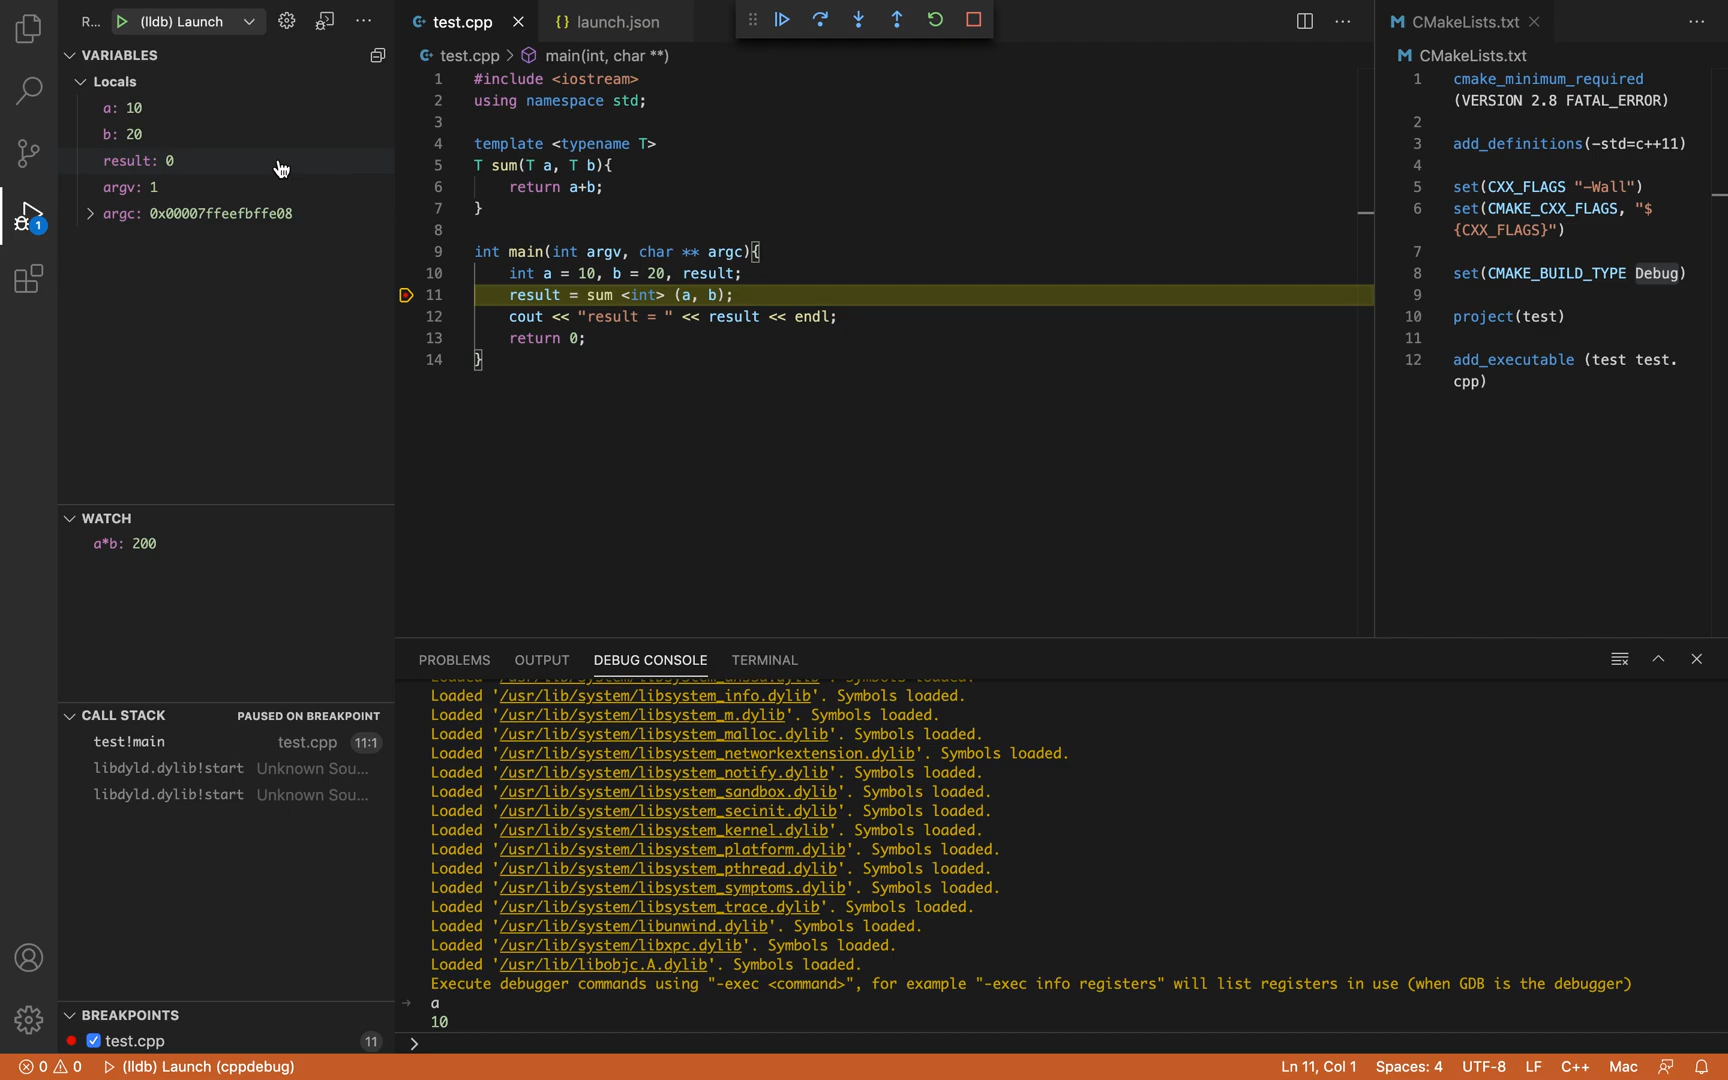 R... (lldb) Launch
VARIABLES
Locals
a: 10
b: 20
result: 0
argv: 1
argc: 0x00007ffeefbffe08
1
WATCH
a*b: 200
CALL STACK PAUSED ON BREAKPOINT
test!main test.cpp 11:1
libdyld.dylib!start Unknown Sou...
libdyld.dylib!start Unknown Sou...
BREAKPOINTS
test.cpp 11
test.cpp {} launch.json
test.cpp > main(int, char **)
1 #include <iostream>
2 using namespace std;
3
4 template <typename T>
5 T sum(T a, T b){
6 return a+b;
7 }
8
9 int main(int argv, char ** argc){
10 int a = 10, b = 20, result;
11 result = sum <int> (a, b);
12 cout << "result = " << result << endl;
13 return 0;
14 }
CMakeLists.txt
CMakeLists.txt
1 cmake_minimum_required
(VERSION 2.8 FATAL_ERROR)
2
3 add_definitions(-std=c++11)
4
5 set(CXX_FLAGS "-Wall")
6 set(CMAKE_CXX_FLAGS, "$
{CXX_FLAGS}")
7
8 set(CMAKE_BUILD_TYPE Debug)
9
10 project(test)
11
12 add_executable (test test.
cpp)
PROBLEMS OUTPUT DEBUG CONSOLE TERMINAL
Loaded '/usr/lib/system/libsystem_info.dylib'. Symbols loaded.
Loaded '/usr/lib/system/libsystem_m.dylib'. Symbols loaded.
Loaded '/usr/lib/system/libsystem_malloc.dylib'. Symbols loaded.
Loaded '/usr/lib/system/libsystem_networkextension.dylib'. Symbols loaded.
Loaded '/usr/lib/system/libsystem_notify.dylib'. Symbols loaded.
Loaded '/usr/lib/system/libsystem_sandbox.dylib'. Symbols loaded.
Loaded '/usr/lib/system/libsystem_secinit.dylib'. Symbols loaded.
Loaded '/usr/lib/system/libsystem_kernel.dylib'. Symbols loaded.
Loaded '/usr/lib/system/libsystem_platform.dylib'. Symbols loaded.
Loaded '/usr/lib/system/libsystem_pthread.dylib'. Symbols loaded.
Loaded '/usr/lib/system/libsystem_symptoms.dylib'. Symbols loaded.
Loaded '/usr/lib/system/libsystem_trace.dylib'. Symbols loaded.
Loaded '/usr/lib/system/libunwind.dylib'. Symbols loaded.
Loaded '/usr/lib/system/libxpc.dylib'. Symbols loaded.
Loaded '/usr/lib/libobjc.A.dylib'. Symbols loaded.
Execute debugger commands using "-exec <command>", for example "-exec info registers" will list registers in use (when GDB is the debugger)
a
10
0 0 (lldb) Launch (cppdebug) Ln 11, Col 1 Spaces: 4 UTF-8 LF C++ Mac